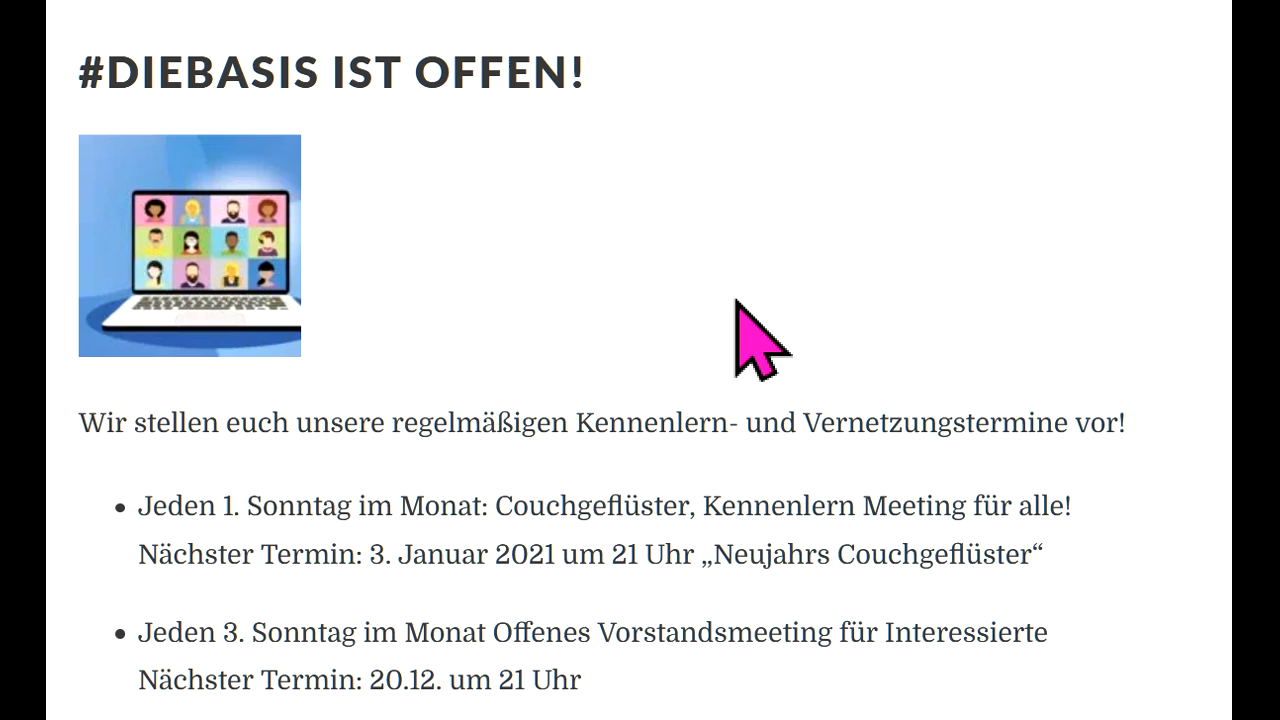 #DIEBASIS IST OFFEN!
Wir stellen euch unsere regelmäßigen Kennenlern- und Vernetzungstermine vor!
• Jeden 1. Sonntag im Monat: Couchgeflüster, Kennenlern Meeting für alle!
Nächster Termin: 3. Januar 2021 um 21 Uhr „Neujahrs Couchgeflüster“
• Jeden 3. Sonntag im Monat Offenes Vorstandsmeeting für Interessierte
Nächster Termin: 20.12. um 21 Uhr